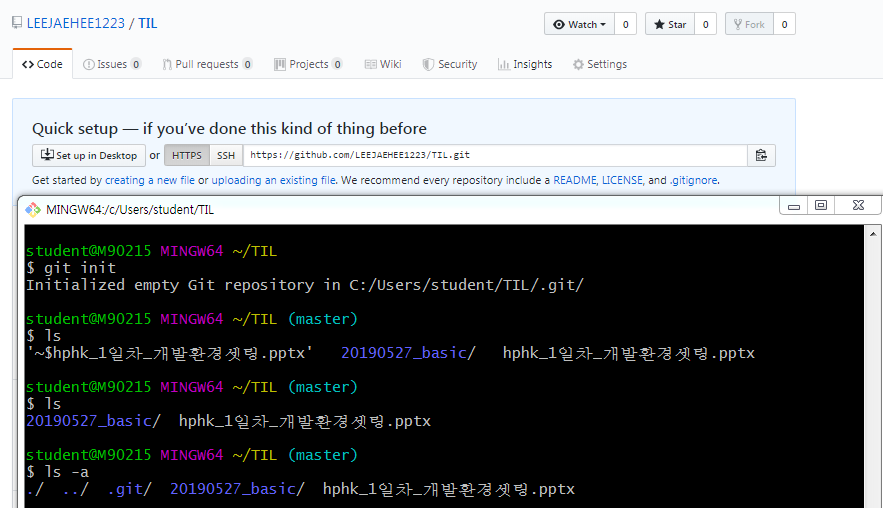 LEEJAEHEE1223 / TIL
Watch 0 Star 0 Fork 0
Code Issues 0 Pull requests 0 Projects 0 Wiki Security Insights Settings
Quick setup — if you’ve done this kind of thing before
Set up in Desktop or HTTPS SSH https://github.com/LEEJAEHEE1223/TIL.git
Get started by creating a new file or uploading an existing file. We recommend every repository include a README, LICENSE, and .gitignore.
MINGW64:/c/Users/student/TIL
student@M90215 MINGW64 ~/TIL
$ git init
Initialized empty Git repository in C:/Users/student/TIL/.git/
student@M90215 MINGW64 ~/TIL (master)
$ ls
'~$hphk_1일차_개발환경셋팅.pptx' 20190527_basic/ hphk_1일차_개발환경셋팅.pptx
student@M90215 MINGW64 ~/TIL (master)
$ ls
20190527_basic/ hphk_1일차_개발환경셋팅.pptx
student@M90215 MINGW64 ~/TIL (master)
$ ls -a
./ ../ .git/ 20190527_basic/ hphk_1일차_개발환경셋팅.pptx